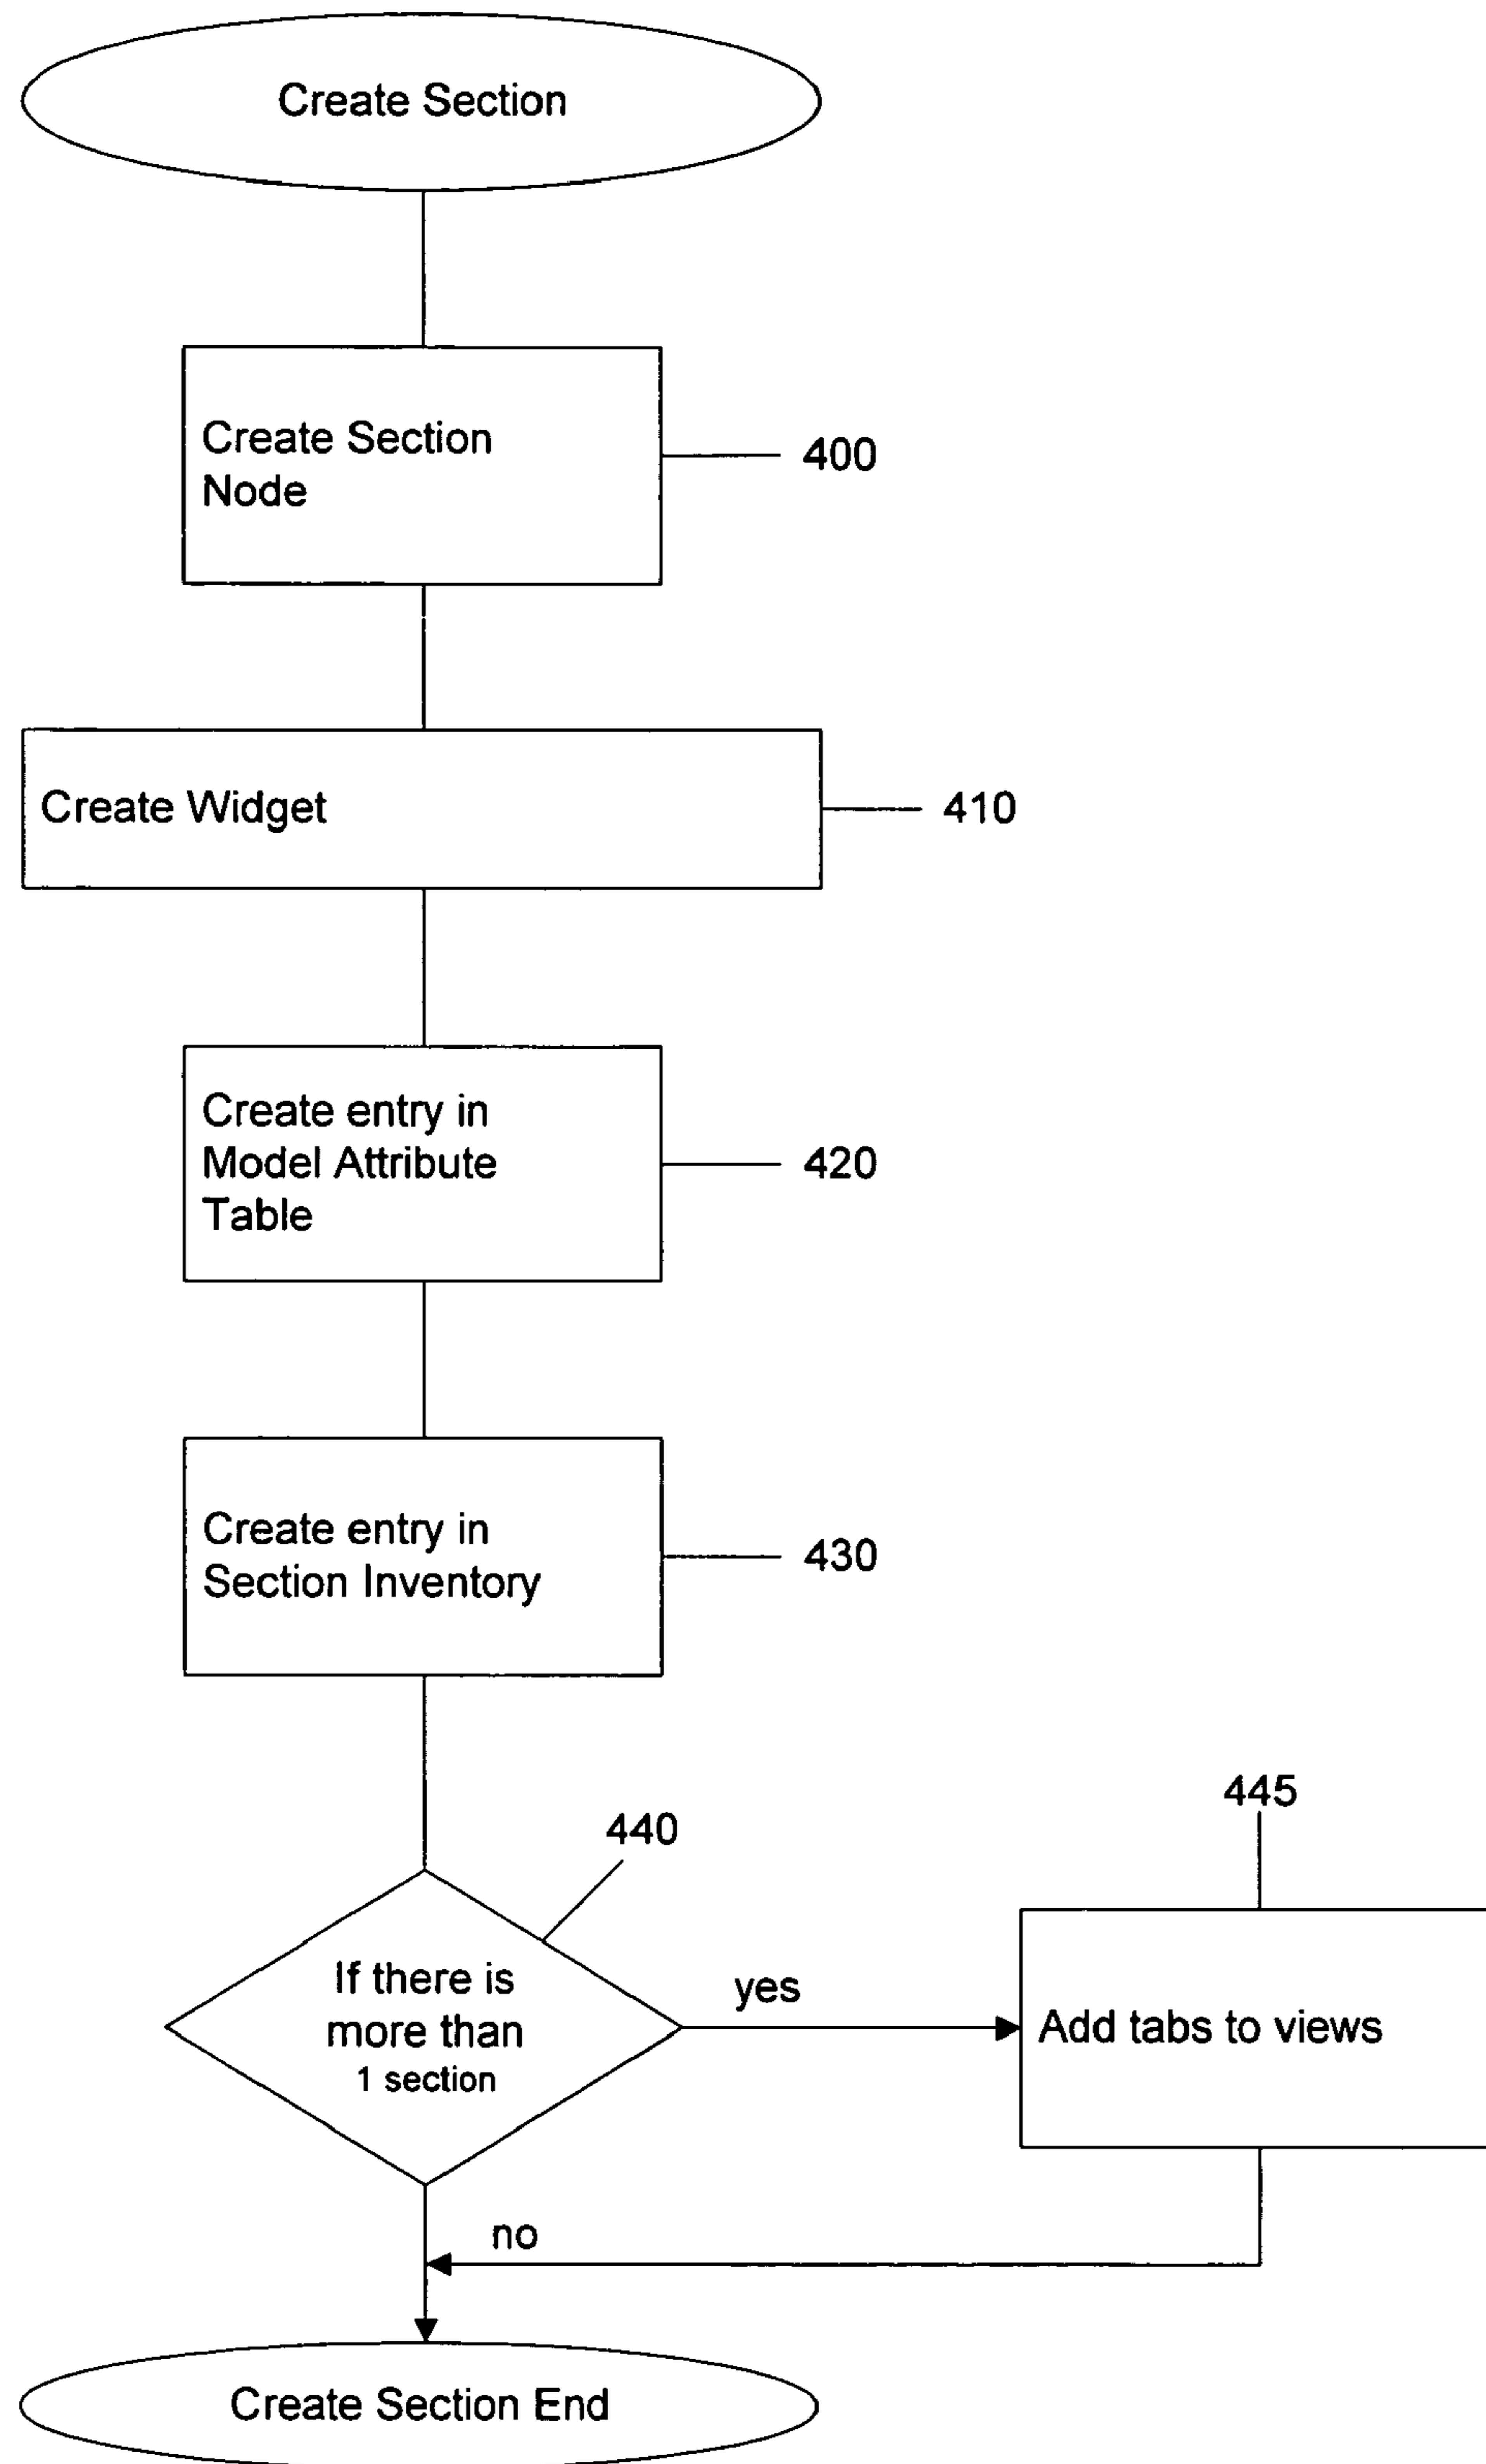 Create Section
Create Section
Node
400
Create Widget
410
Create entry in
Model Attribute
Table
420
Create entry in
Section Inventory
430
440
If there is
more than
1 section
yes
445
Add tabs to views
no
Create Section End